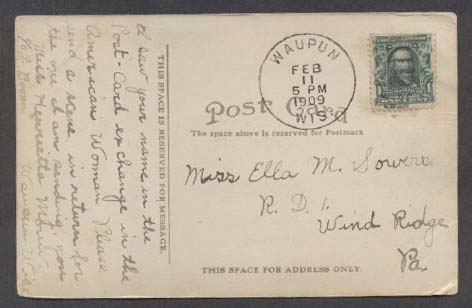 I saw your name in the
Post-Card exchange in the
American Woman Please
send a scene in return for
the one I am sending you
Miss Henrietta
Waupun Wis
THIS SPACE IS RESERVED FOR MESSAGE.
Post Card
The space above is reserved for Postmark
WAUPUN
FEB
11
5 PM
1909
WIS.
Miss Ella M. Sowers
R. D. 1.
Wind Ridge
Pa.
THIS SPACE FOR ADDRESS ONLY.